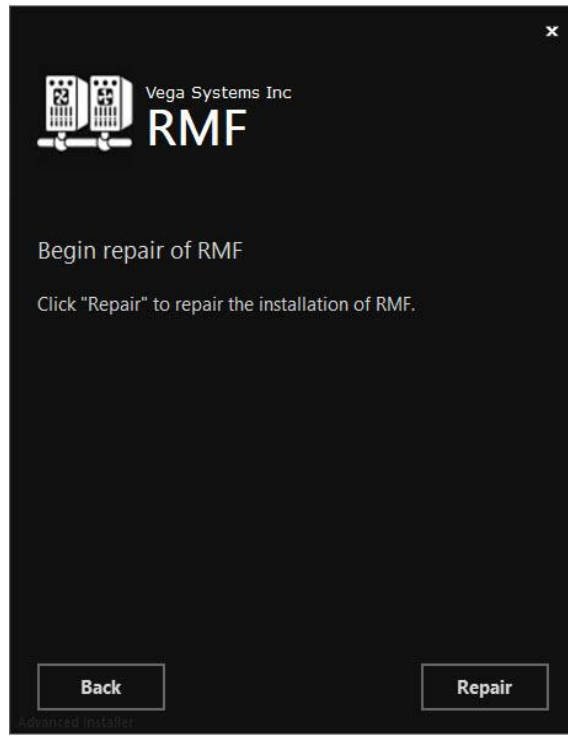 x
Vega Systems Inc
RMF
Begin repair of RMF
Click "Repair" to repair the installation of RMF.
Back
Repair
Advanced Installer